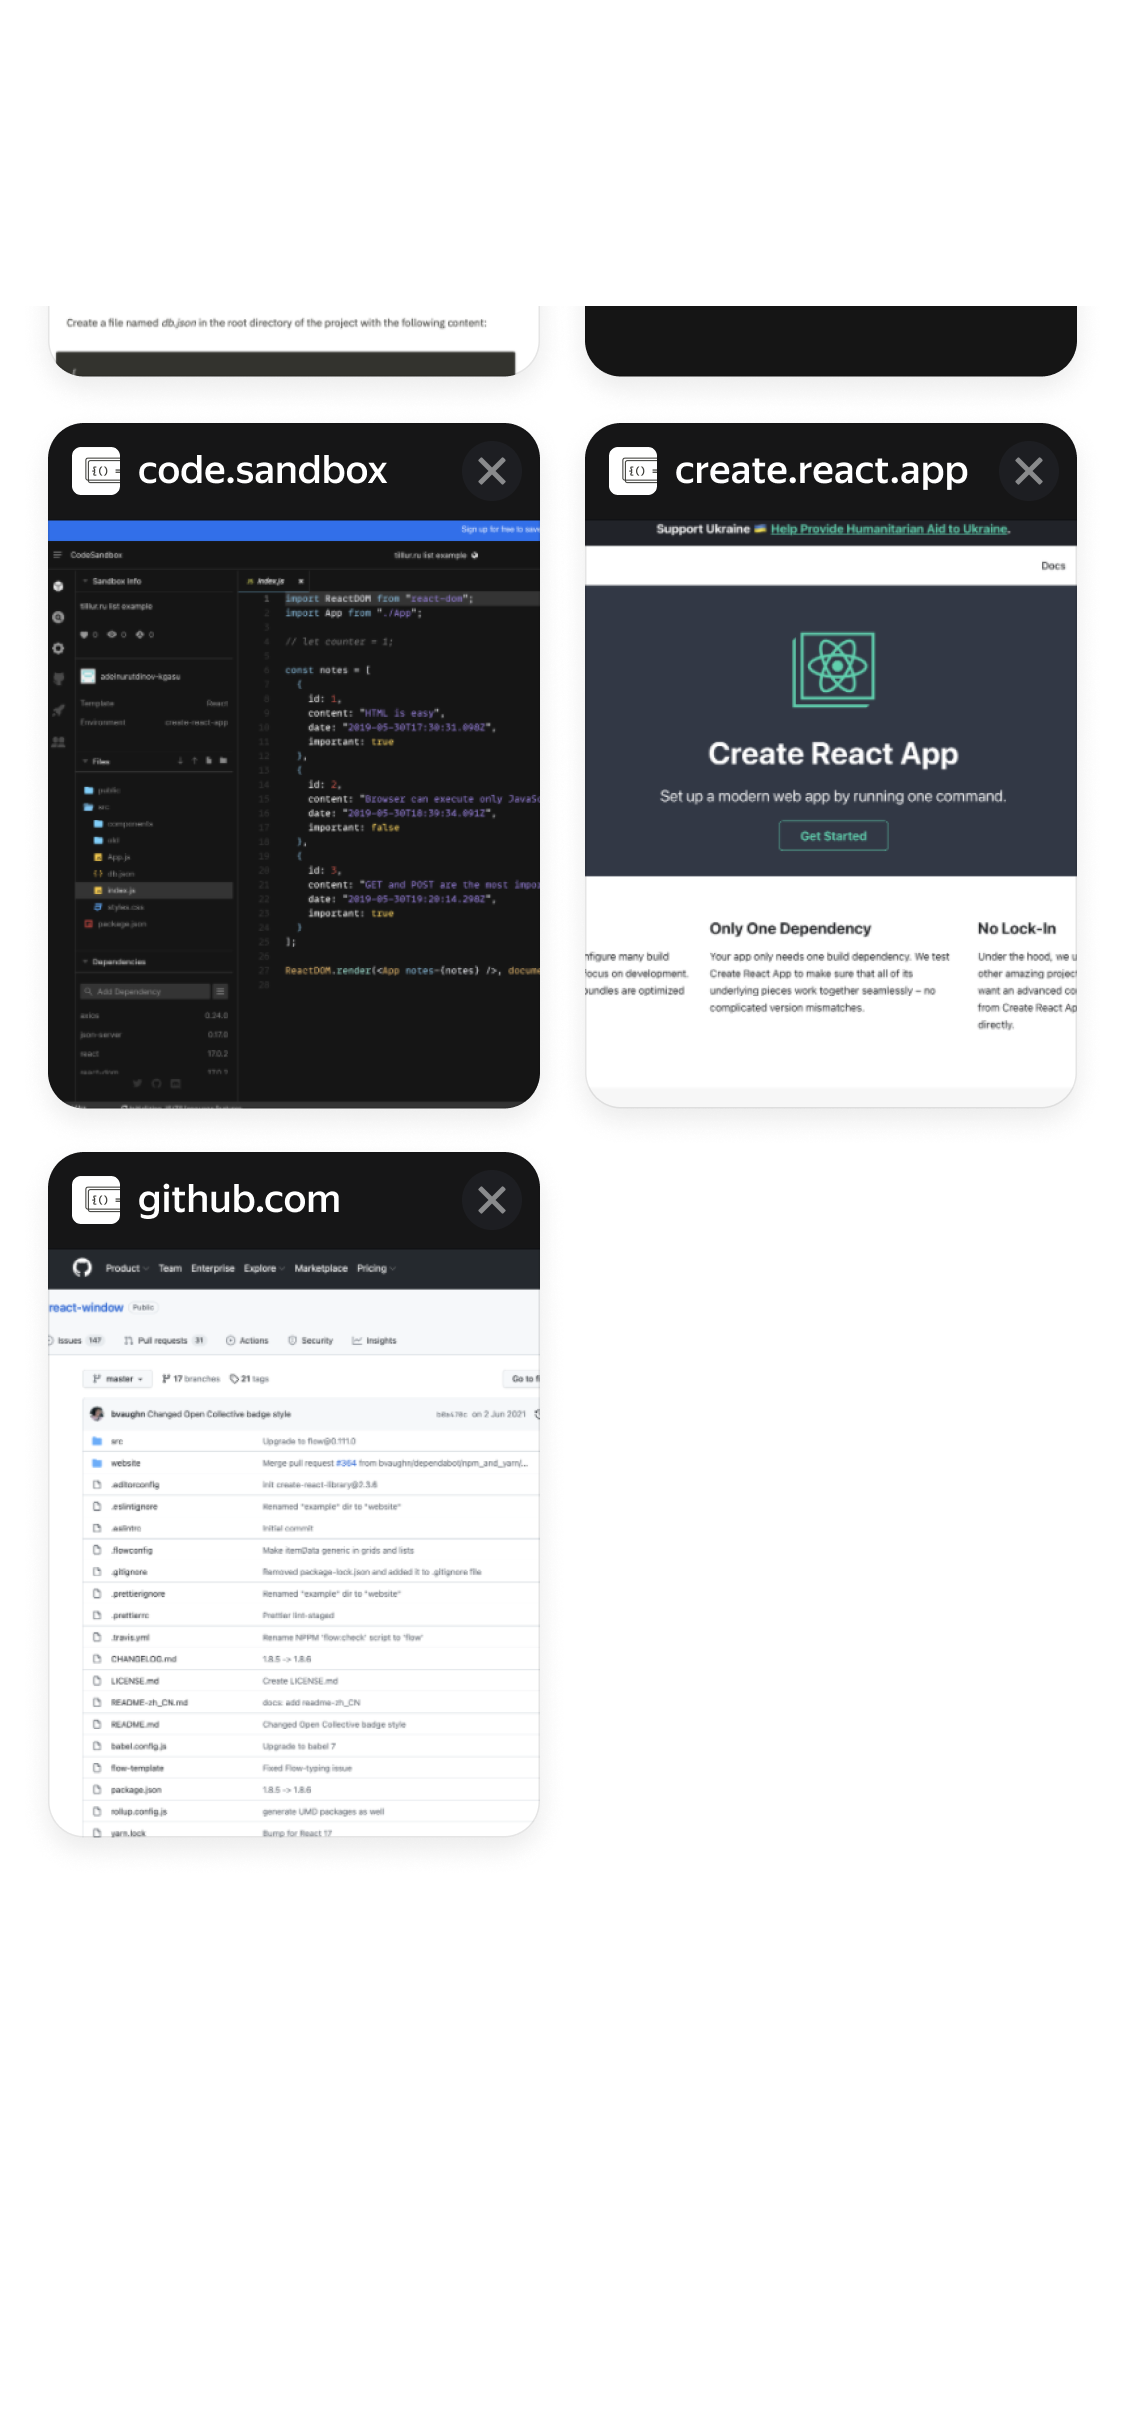 Create a file named db.json in the root directory of the project with the following content:
{
code.sandbox
Sign up for free to save
CodeSandbox
tlllur.ru list example
Sandbox Info
tlllur.ru list example
0 0 0
adelnurutdinov-kgasu
Template React
Environment create-react-app
Files
public
src
components
old
App.js
db.json
index.js
styles.css
package.json
Dependencies
Add Dependency
axios 0.24.0
json-server 0.17.0
react 17.0.2
react-dom 17.0.2
index.js
1 import ReactDOM from "react-dom";
2 import App from "./App";
3
4 // let counter = 1;
5
6 const notes = [
7 {
8 id: 1,
9 content: "HTML is easy",
10 date: "2019-05-30T17:30:31.098Z",
11 important: true
12 },
13 {
14 id: 2,
15 content: "Browser can execute only JavaSc
16 date: "2019-05-30T18:39:34.091Z",
17 important: false
18 },
19 {
20 id: 3,
21 content: "GET and POST are the most impor
22 date: "2019-05-30T19:20:14.298Z",
23 important: true
24 }
25 ];
26
27 ReactDOM.render(<App notes={notes} />, docume
28
create.react.app
Support Ukraine 🇺🇦 Help Provide Humanitarian Aid to Ukraine.
Docs
Create React App
Set up a modern web app by running one command.
Get Started
nfigure many build
focus on development.
bundles are optimized
Only One Dependency
Your app only needs one build dependency. We test
Create React App to make sure that all of its
underlying pieces work together seamlessly – no
complicated version mismatches.
No Lock-In
Under the hood, we u
other amazing project
want an advanced co
from Create React Ap
directly.
github.com
Product Team Enterprise Explore Marketplace Pricing
react-window Public
Issues 147 Pull requests 31 Actions Security Insights
master 17 branches 21 tags Go to fi
bvaughn Changed Open Collective badge style on 2 Jun 2021
src Upgrade to flow@0.111.0
website Merge pull request #364 from bvaughn/dependabot/npm_and_yarn/...
.editorconfig init create-react-library@2.3.6
.eslintignore Renamed "example" dir to "website"
.eslintrc Initial commit
.flowconfig Make itemData generic in grids and lists
.gitignore Removed package-lock.json and added it to .gitignore file
.prettierignore Renamed "example" dir to "website"
.prettierrc Prettier lint-staged
.travis.yml Rename NPPM 'flow:check' script to 'flow'
CHANGELOG.md 1.8.5 -> 1.8.6
LICENSE.md Create LICENSE.md
README-zh_CN.md docs: add readme-zh_CN
README.md Changed Open Collective badge style
babel.config.js Upgrade to babel 7
flow-template Fixed Flow-typing issue
package.json 1.8.5 -> 1.8.6
rollup.config.js generate UMD packages as well
yarn.lock Bump for React 17